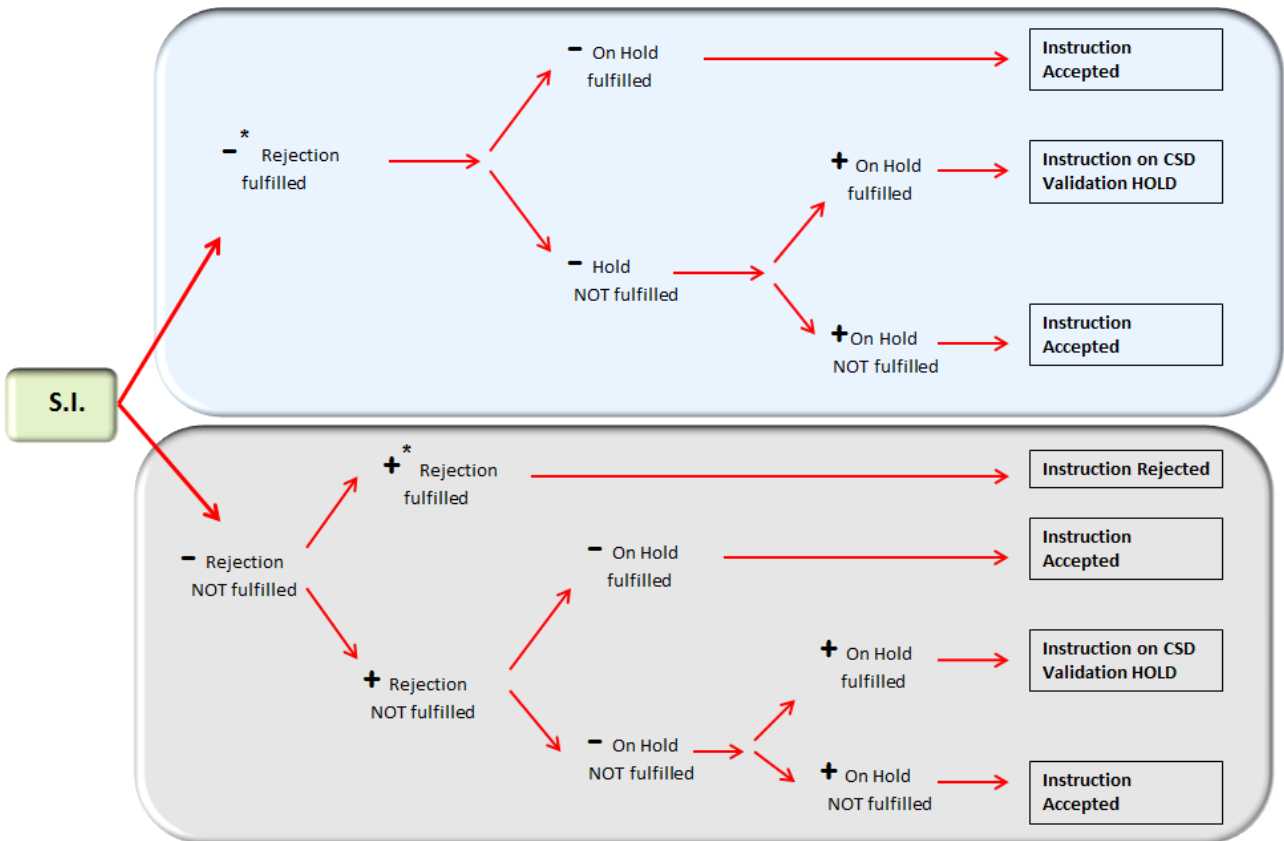 - On Hold
fulfilled
Instruction
Accepted
-* Rejection
fulfilled
+ On Hold
fulfilled
Instruction on CSD
Validation HOLD
- Hold
NOT fulfilled
+ On Hold
NOT fulfilled
Instruction
Accepted
S.I.
+* Rejection
fulfilled
Instruction Rejected
- Rejection
NOT fulfilled
- On Hold
fulfilled
Instruction
Accepted
+ Rejection
NOT fulfilled
+ On Hold
fulfilled
Instruction on CSD
Validation HOLD
- On Hold
NOT fulfilled
+ On Hold
NOT fulfilled
Instruction
Accepted